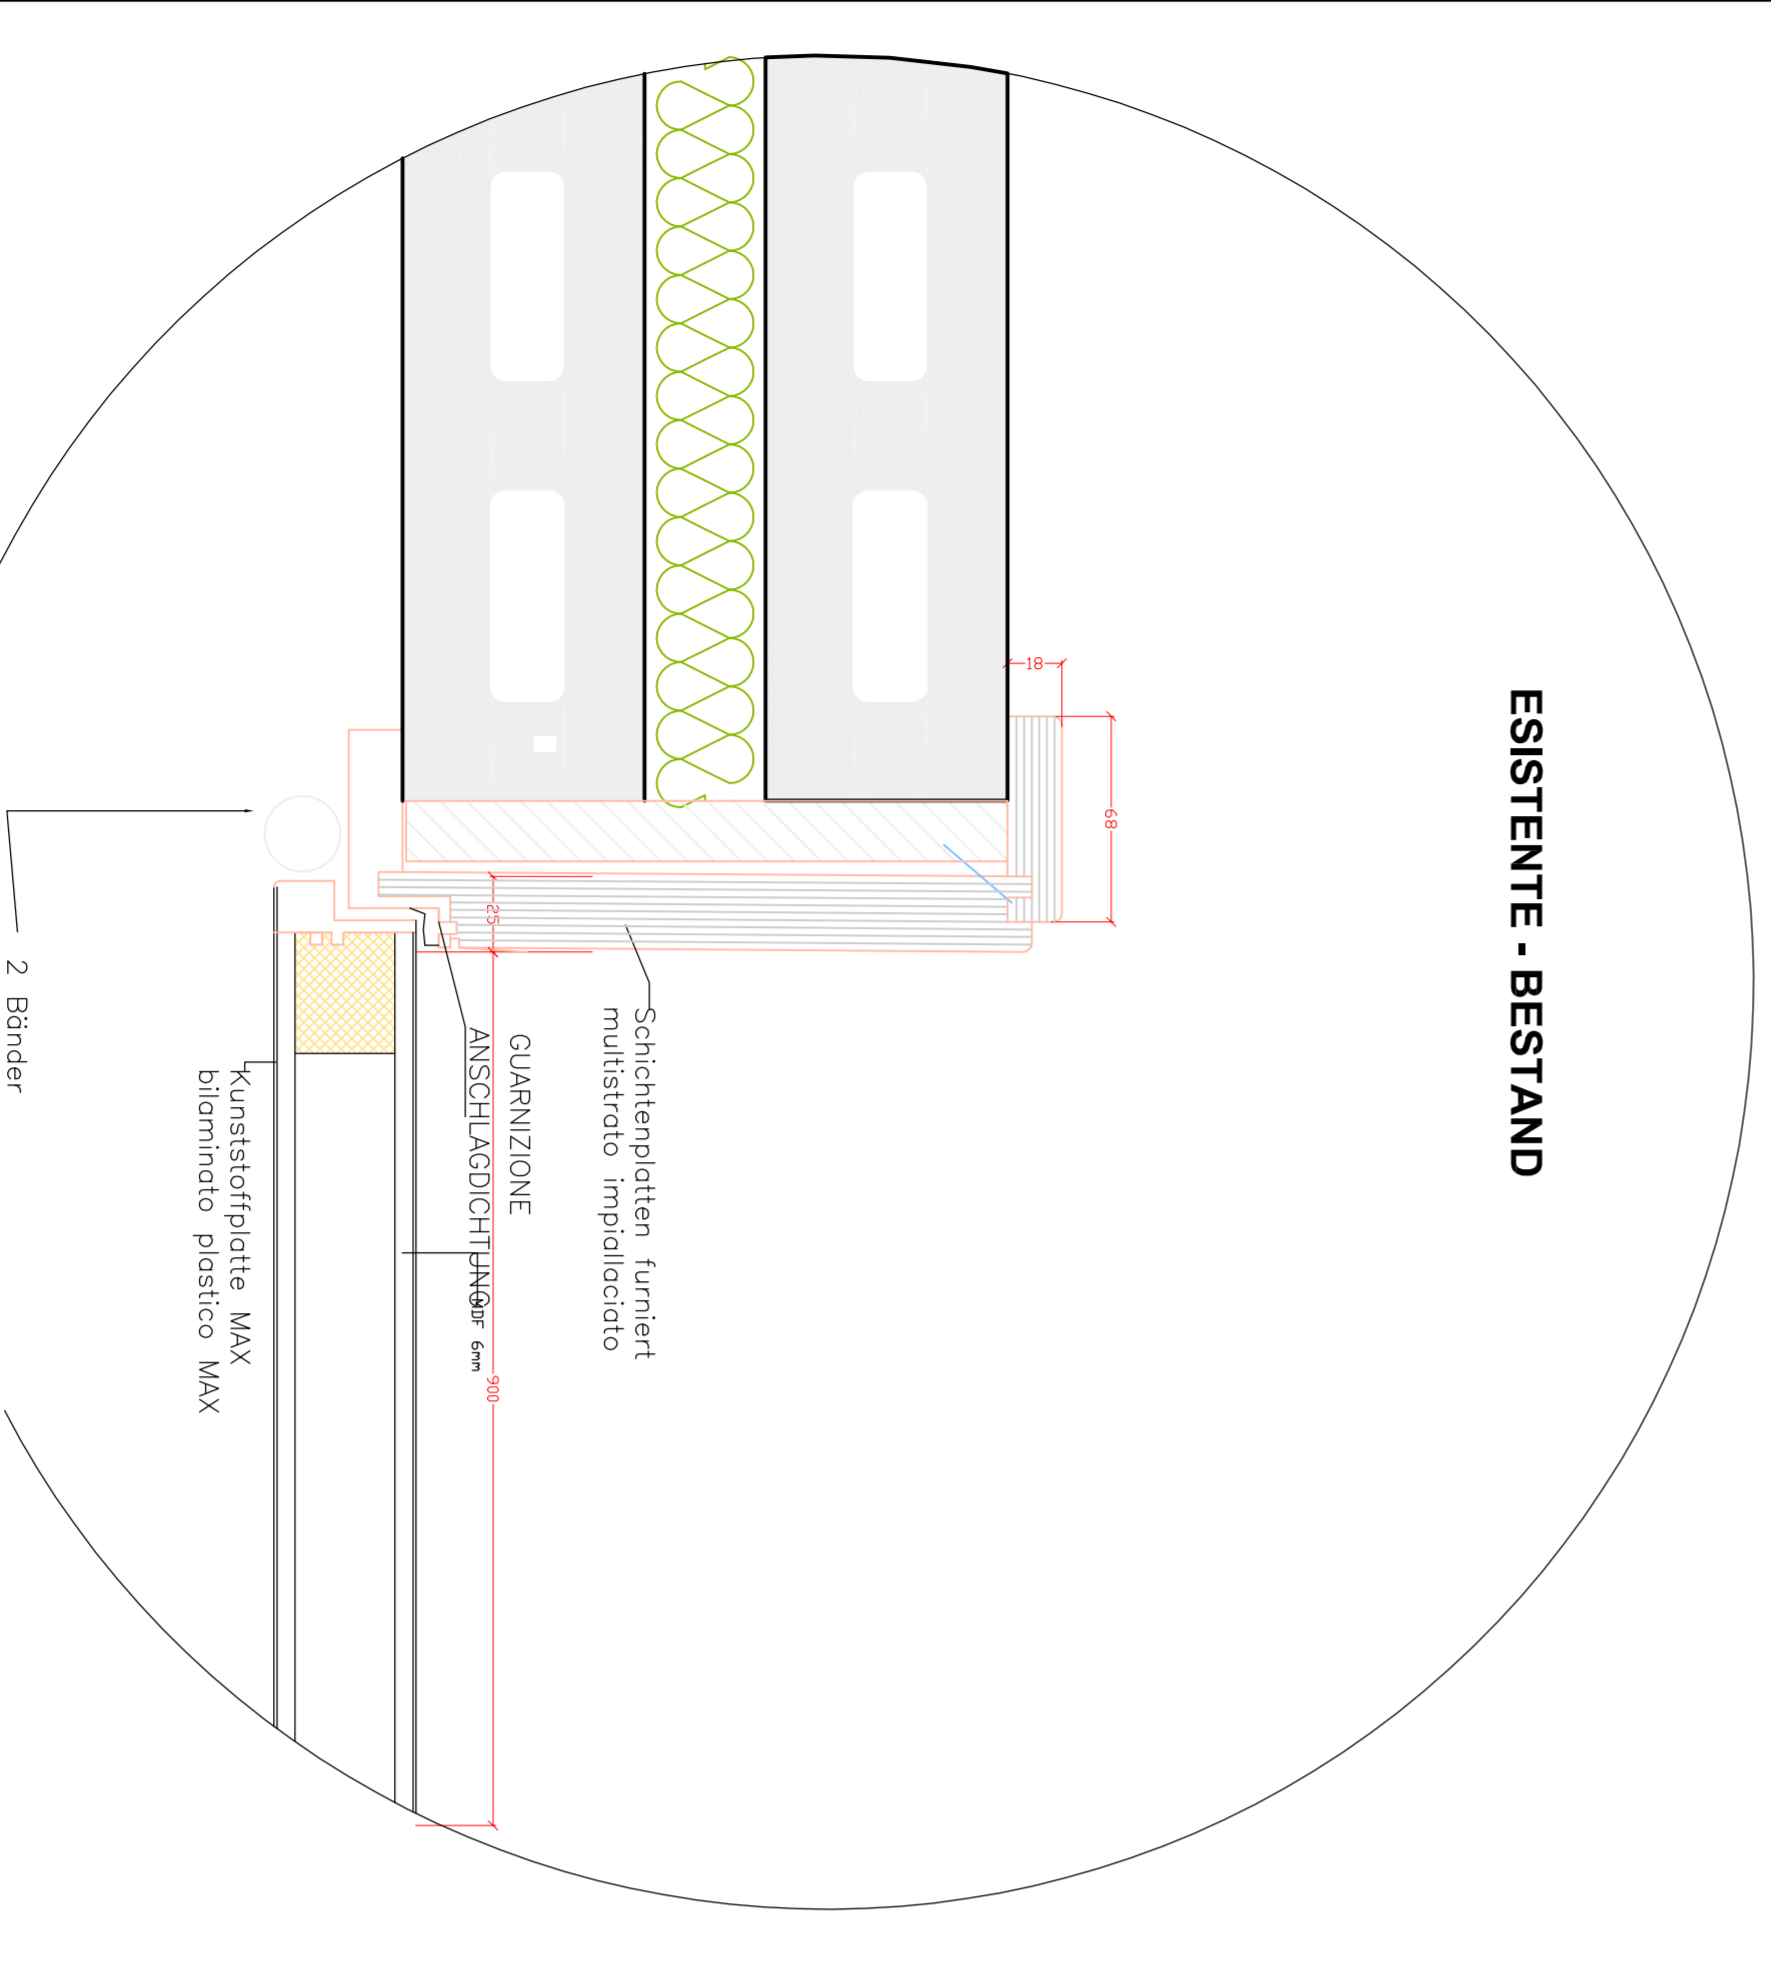 ESISTENTE - BESTAND
18
68
25
Schichtenplatten furniert
multistrato impiallaciato
GUARNIZIONE
ANSCHLAGDICHTUNG
MDF 6mm
900
Kunststoffplatte MAX
bilaminato plastico MAX
2 Bänder